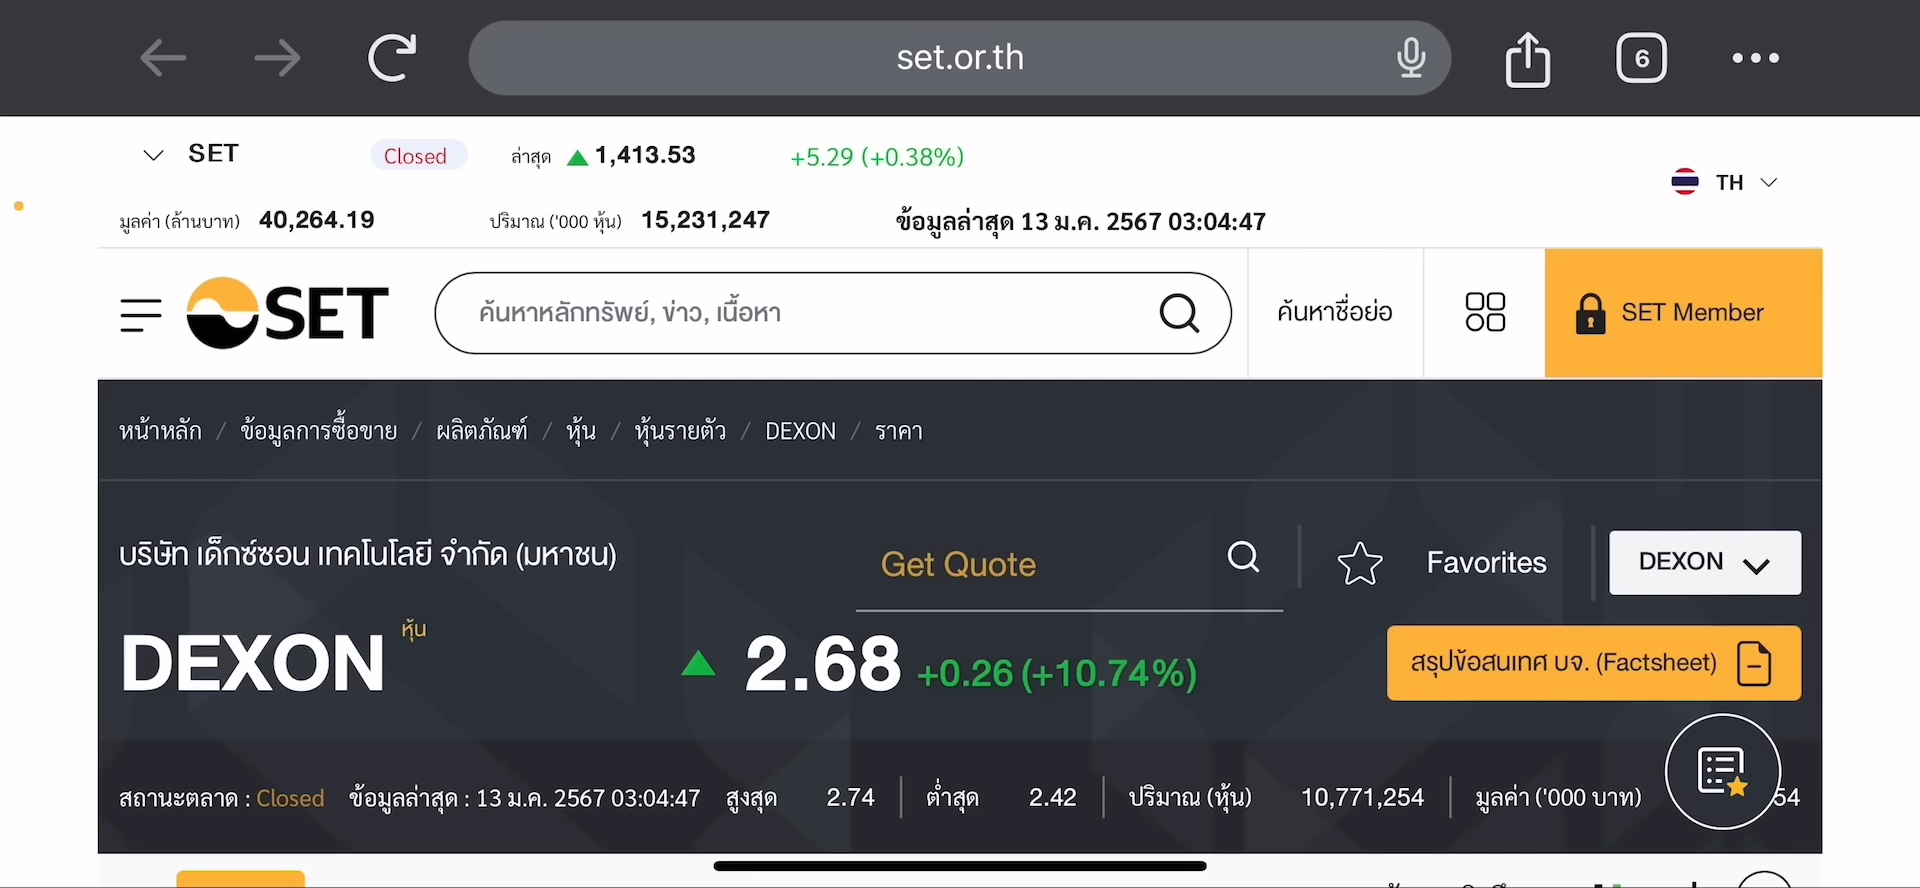 set.or.th
6
SET Closed ล่าสุด 1,413.53 +5.29 (+0.38%)
TH
มูลค่า (ล้านบาท) 40,264.19 ปริมาณ ('000 หุ้น) 15,231,247 ข้อมูลล่าสุด 13 ม.ค. 2567 03:04:47
SET ค้นหาหลักทรัพย์, ข่าว, เนื้อหา ค้นหาชื่อย่อ SET Member
หน้าหลัก / ข้อมูลการซื้อขาย / ผลิตภัณฑ์ / หุ้น / หุ้นรายตัว / DEXON / ราคา
บริษัท เด็กซ์ซอน เทคโนโลยี จำกัด (มหาชน) Get Quote Favorites DEXON
DEXON หุ้น 2.68 +0.26 (+10.74%) สรุปข้อสนเทศ บจ. (Factsheet)
สถานะตลาด : Closed ข้อมูลล่าสุด : 13 ม.ค. 2567 03:04:47 สูงสุด 2.74 ต่ำสุด 2.42 ปริมาณ (หุ้น) 10,771,254 มูลค่า ('000 บาท) 54